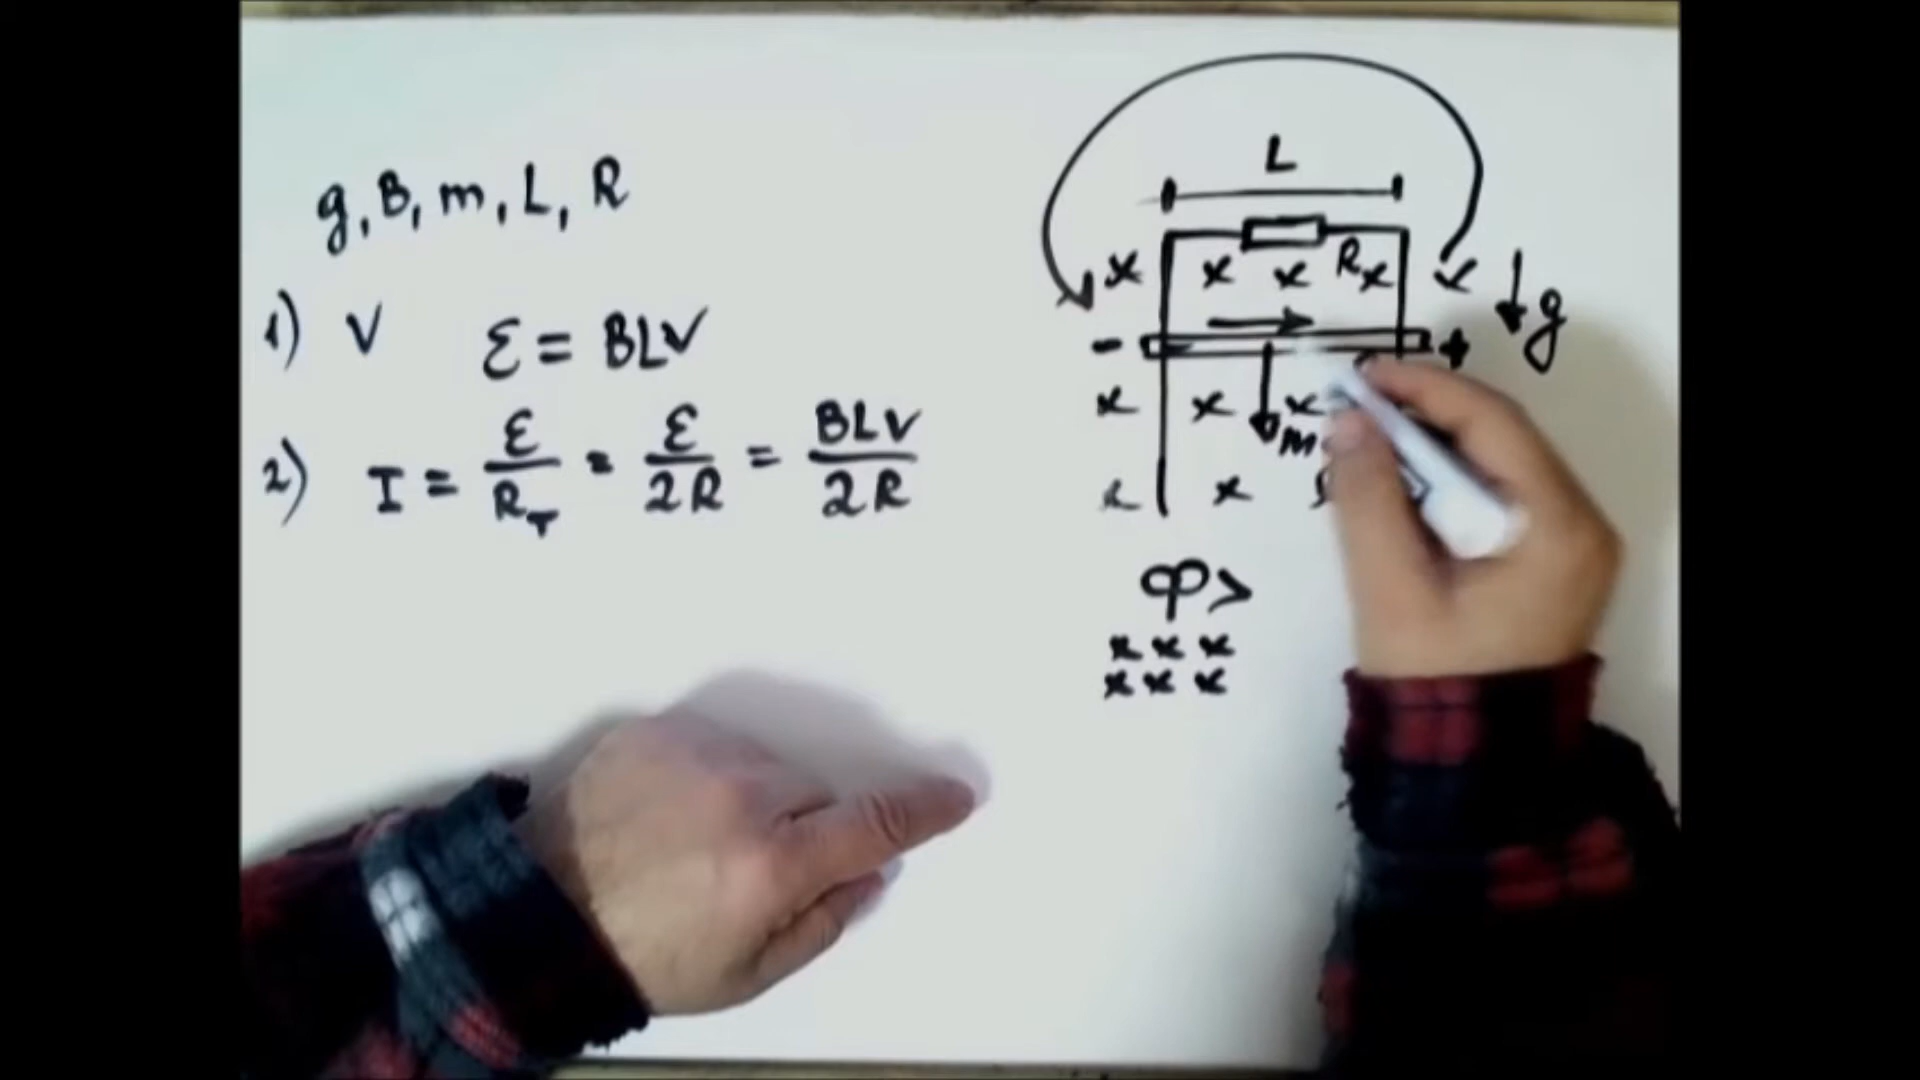 g, B, m, L, R
1) V ε = BLV
2) I = ε/R_T = ε/2R = BLV/2R
L
x x x R x x
g
- +
x x x
m
x x
φ >
x x x
x x x